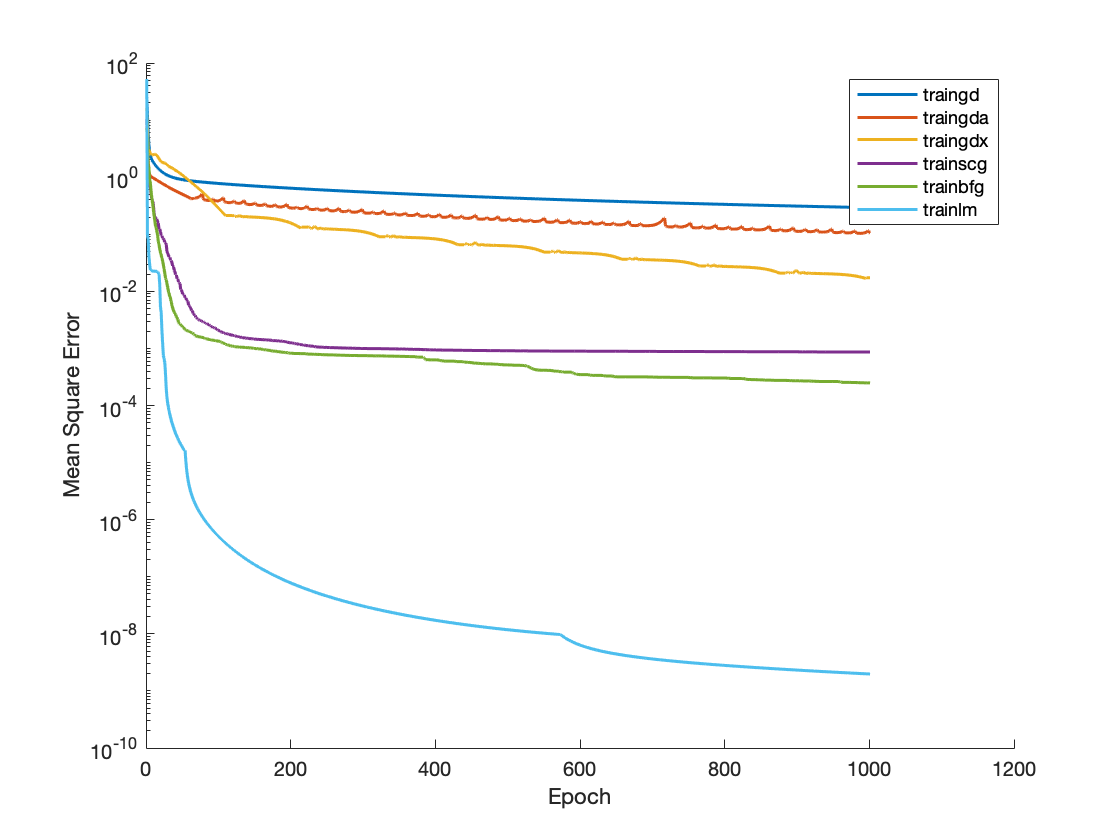 10^2
10^0
10^-2
10^-4
10^-6
10^-8
10^-10
Mean Square Error
0 200 400 600 800 1000 1200
Epoch
traingd
traingda
traingdx
trainscg
trainbfg
trainlm